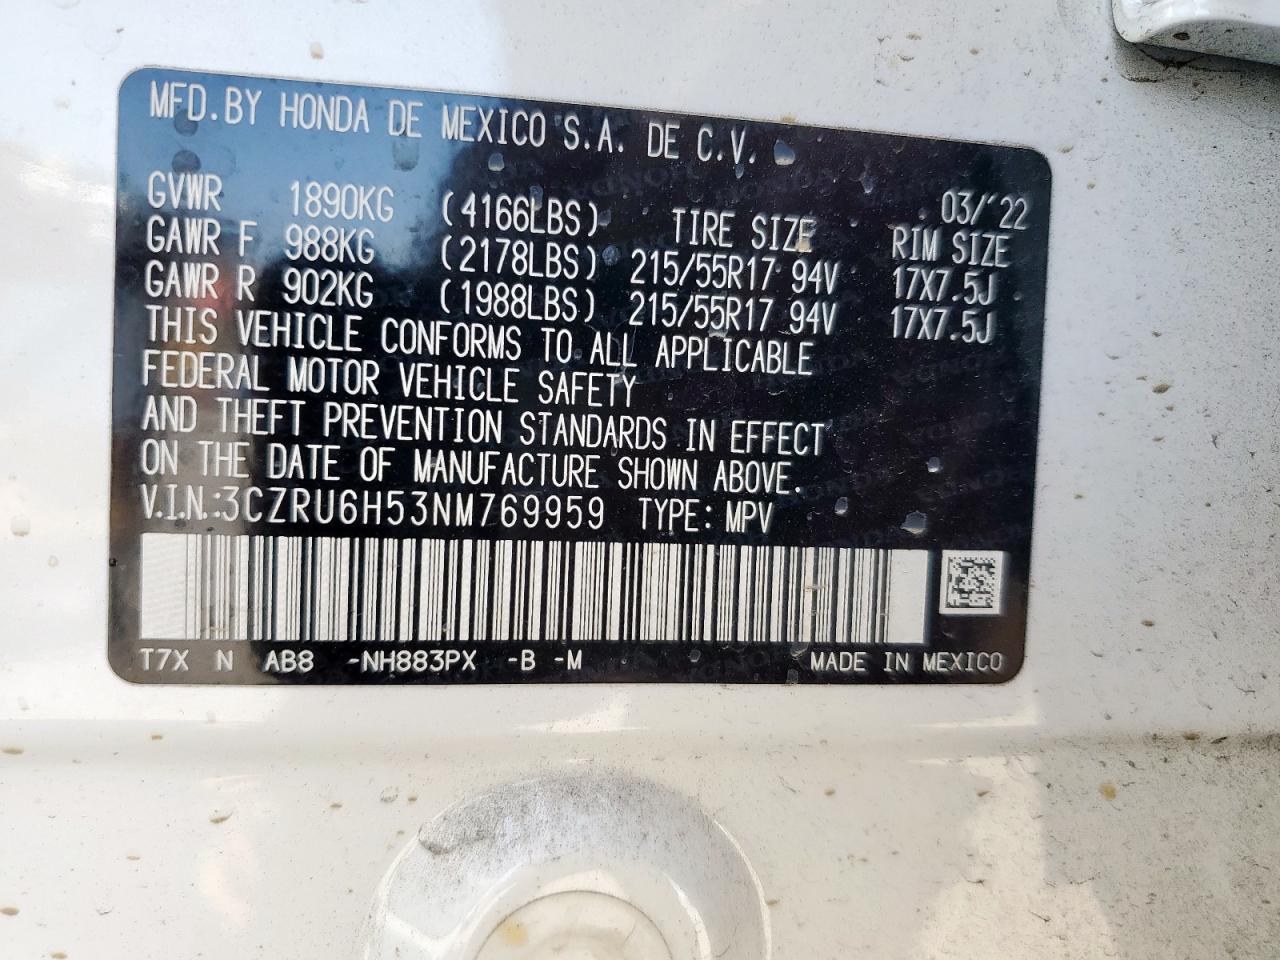 MFD.BY HONDA DE MEXICO S.A. DE C.V.
03/'22
GVWR 1890KG (4166LBS) TIRE SIZE RIM SIZE
GAWR F 988KG (2178LBS) 215/55R17 94V 17X7.5J
GAWR R 902KG (1988LBS) 215/55R17 94V 17X7.5J
THIS VEHICLE CONFORMS TO ALL APPLICABLE
FEDERAL MOTOR VEHICLE SAFETY
AND THEFT PREVENTION STANDARDS IN EFFECT
ON THE DATE OF MANUFACTURE SHOWN ABOVE.
V.I.N.:3CZRU6H53NM769959 TYPE: MPV
T7X N AB8 -NH883PX -B -M MADE IN MEXICO